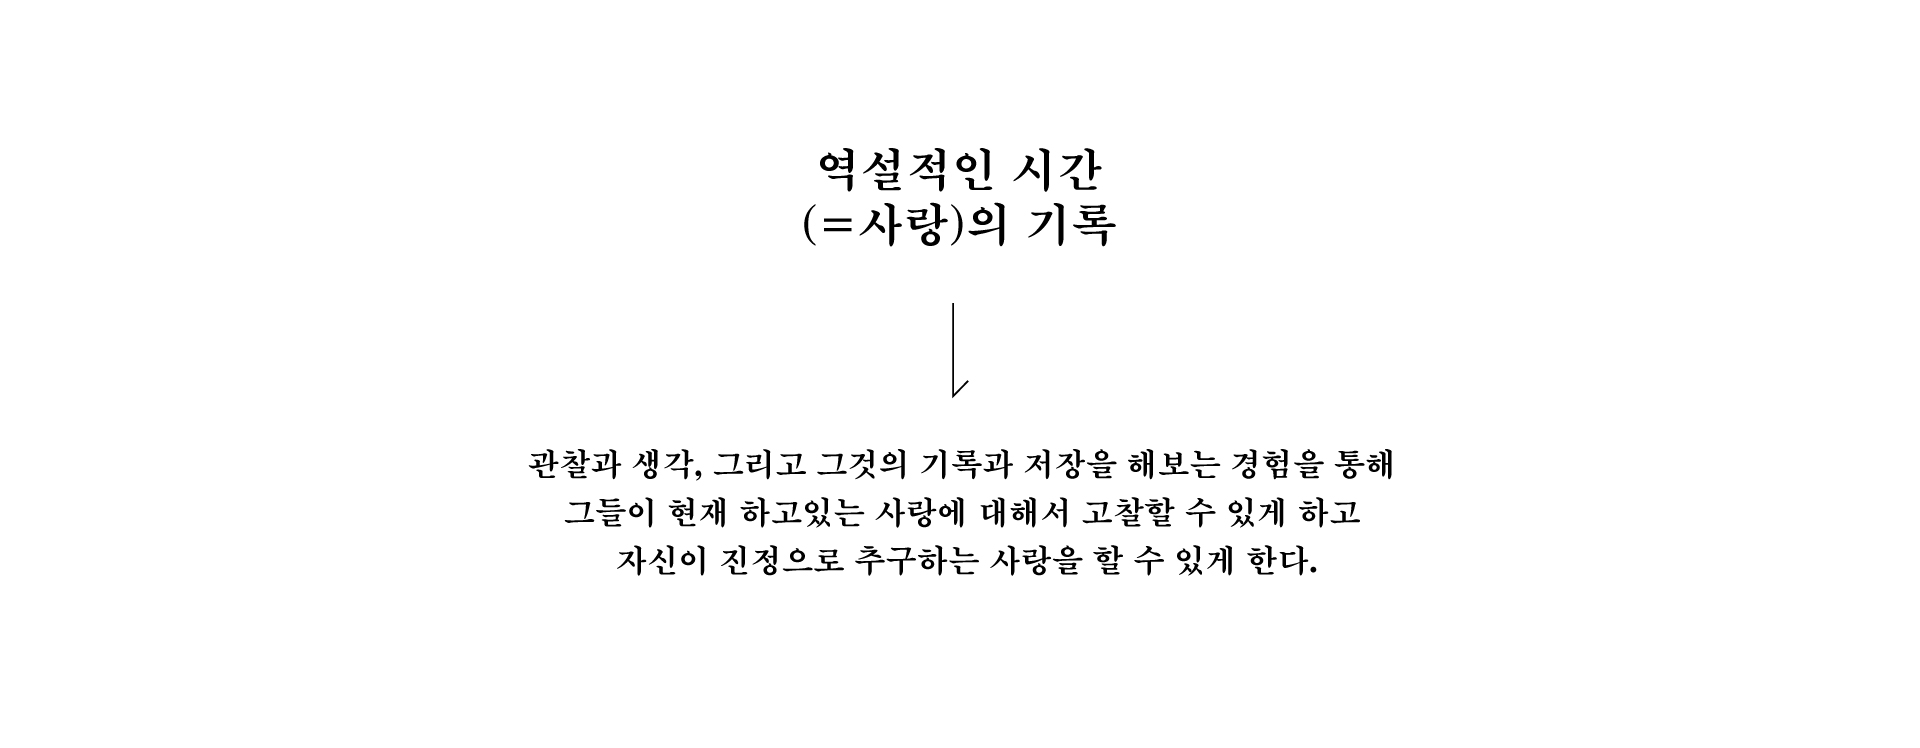 역설적인 시간
(=사랑)의 기록
관찰과 생각, 그리고 그것의 기록과 저장을 해보는 경험을 통해
그들이 현재 하고있는 사랑에 대해서 고찰할 수 있게 하고
자신이 진정으로 추구하는 사랑을 할 수 있게 한다.